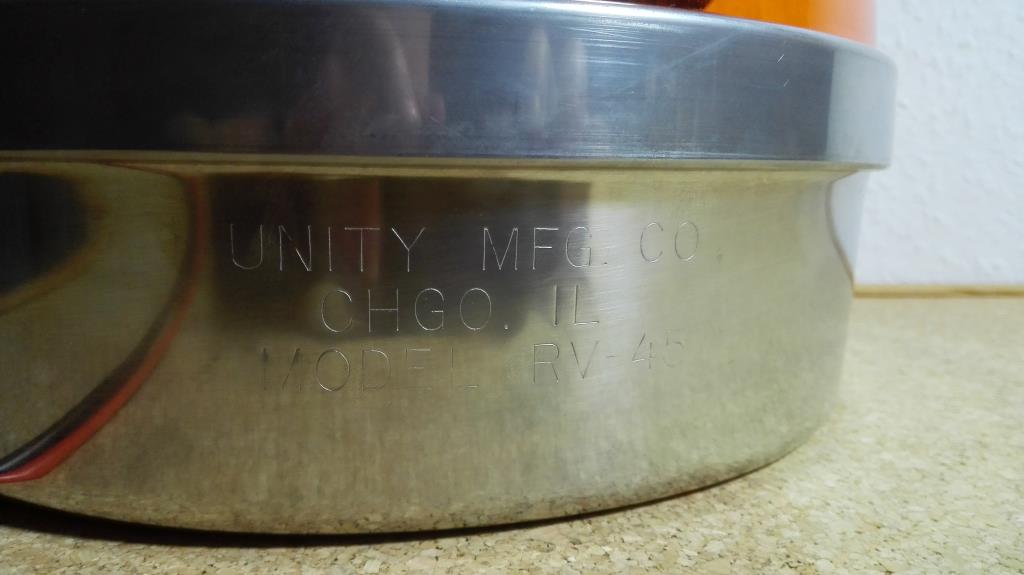 UNITY MFG. CO.
CHGO. IL
MODEL RV-45